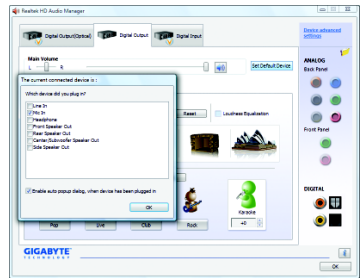 Realtek HD Audio Manager
Digital Output(Optical)
Digital Output
Digital Input
Device advanced settings
Main Volume
L
R
Set Default Device
ANALOG
Back Panel
The current connected device is :
Which device did you plug in?
Line In
Mic In
Headphone
Front Speaker Out
Rear Speaker Out
Center/Subwoofer Speaker Out
Side Speaker Out
Enable auto popup dialog, when device has been plugged in
OK
Reset
Loudness Equalization
Front Panel
DIGITAL
Karaoke
+0
Pop
Live
Club
Rock
GIGABYTE
TECHNOLOGY
OK